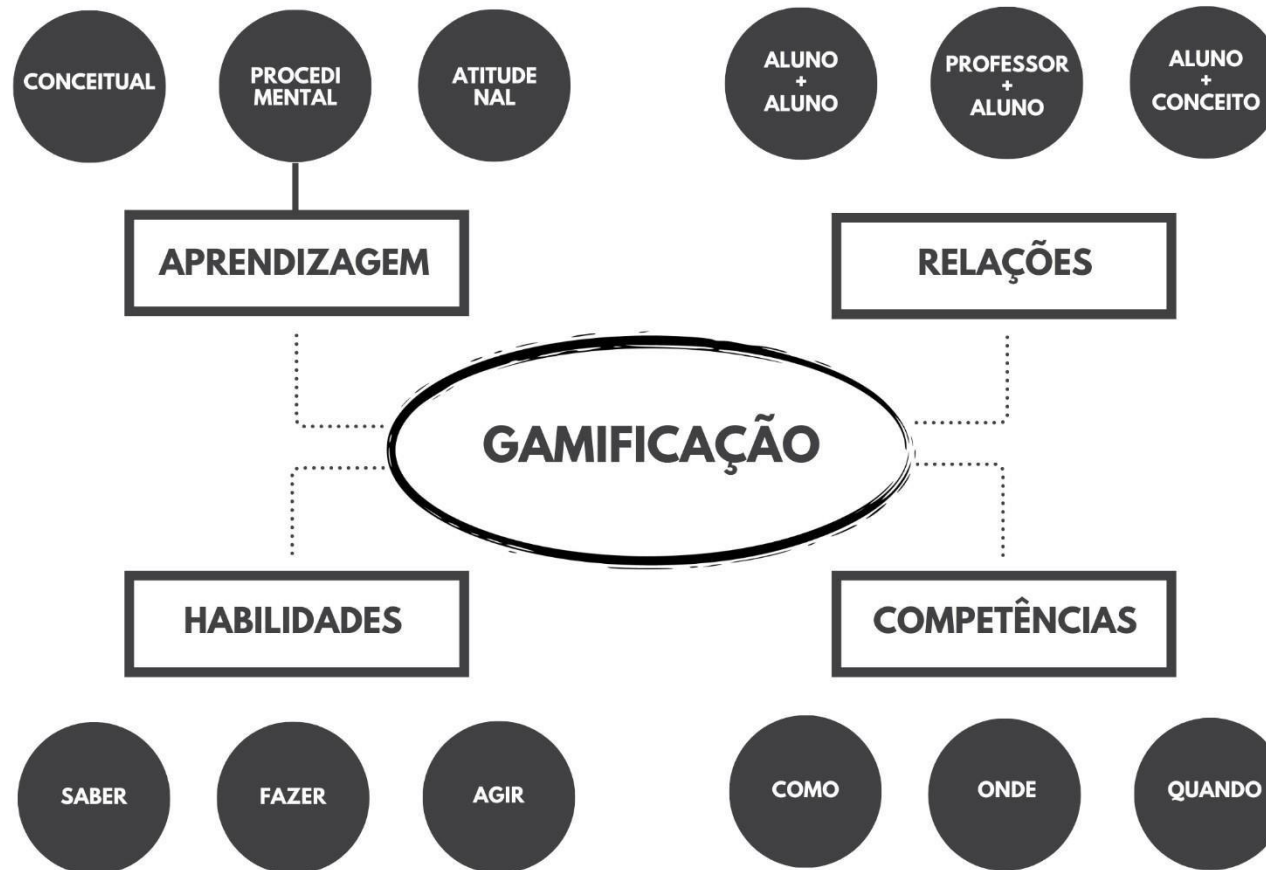 CONCEITUAL
PROCEDI
MENTAL
ATITUDE
NAL
ALUNO
+
ALUNO
PROFESSOR
+
ALUNO
ALUNO
+
CONCEITO
APRENDIZAGEM
RELAÇÕES
GAMIFICAÇÃO
HABILIDADES
COMPETÊNCIAS
SABER
FAZER
AGIR
COMO
ONDE
QUANDO